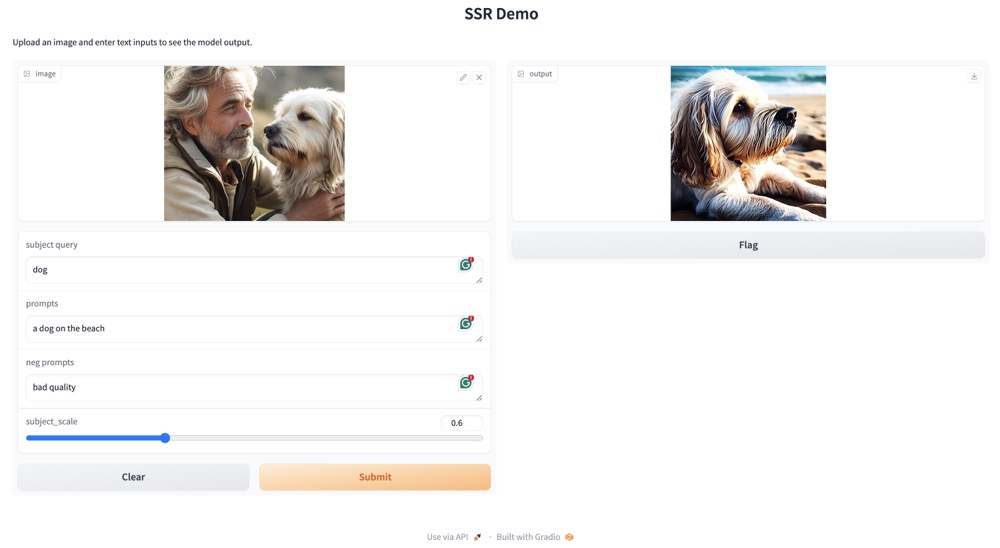 SSR Demo
Upload an image and enter text inputs to see the model output.
image
output
subject query
dog
prompts
a dog on the beach
neg prompts
bad quality
subject_scale
0.6
Clear
Submit
Flag
Use via API · Built with Gradio